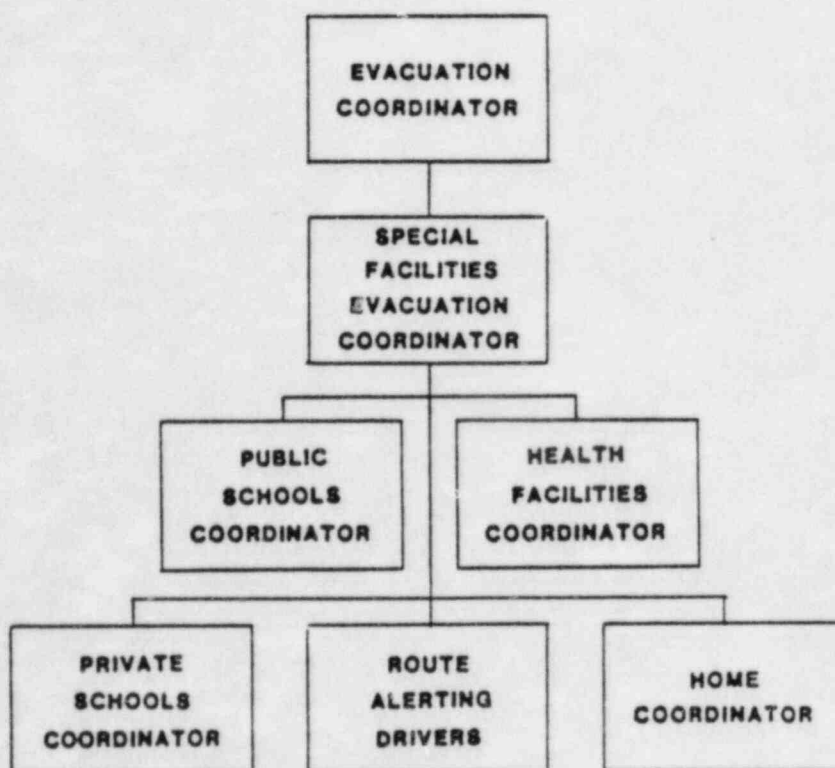 EVACUATION
COORDINATOR
SPECIAL
FACILITIES
EVACUATION
COORDINATOR
PUBLIC
SCHOOLS
COORDINATOR
HEALTH
FACILITIES
COORDINATOR
PRIVATE
SCHOOLS
COORDINATOR
ROUTE
ALERTING
DRIVERS
HOME
COORDINATOR